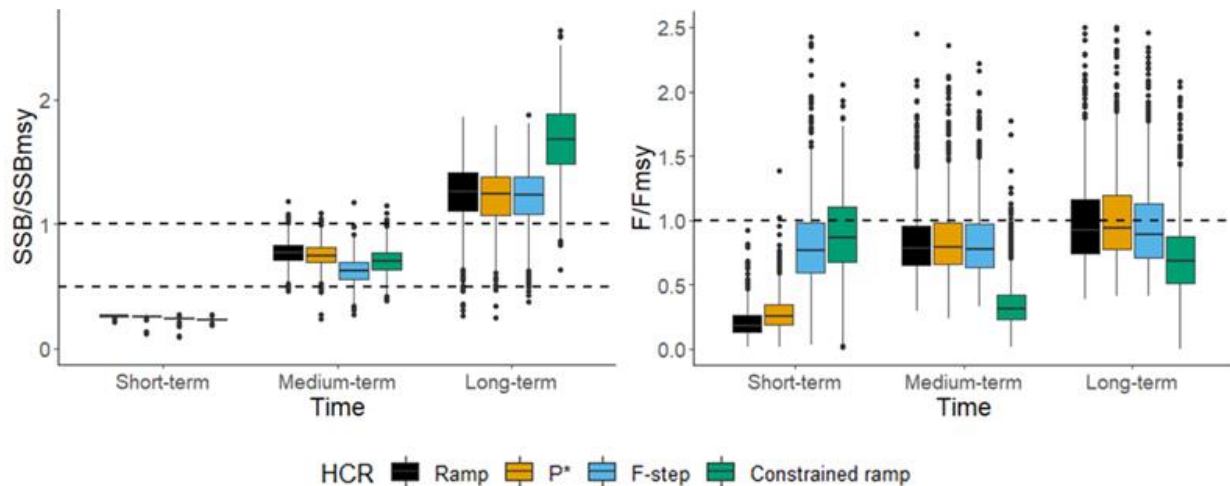 SSB/SSBmsy
2
1
0
Short-term Medium-term Long-term
Time
F/Fmsy
2.5
2.0
1.5
1.0
0.5
0.0
Short-term Medium-term Long-term
Time
HCR Ramp P* F-step Constrained ramp